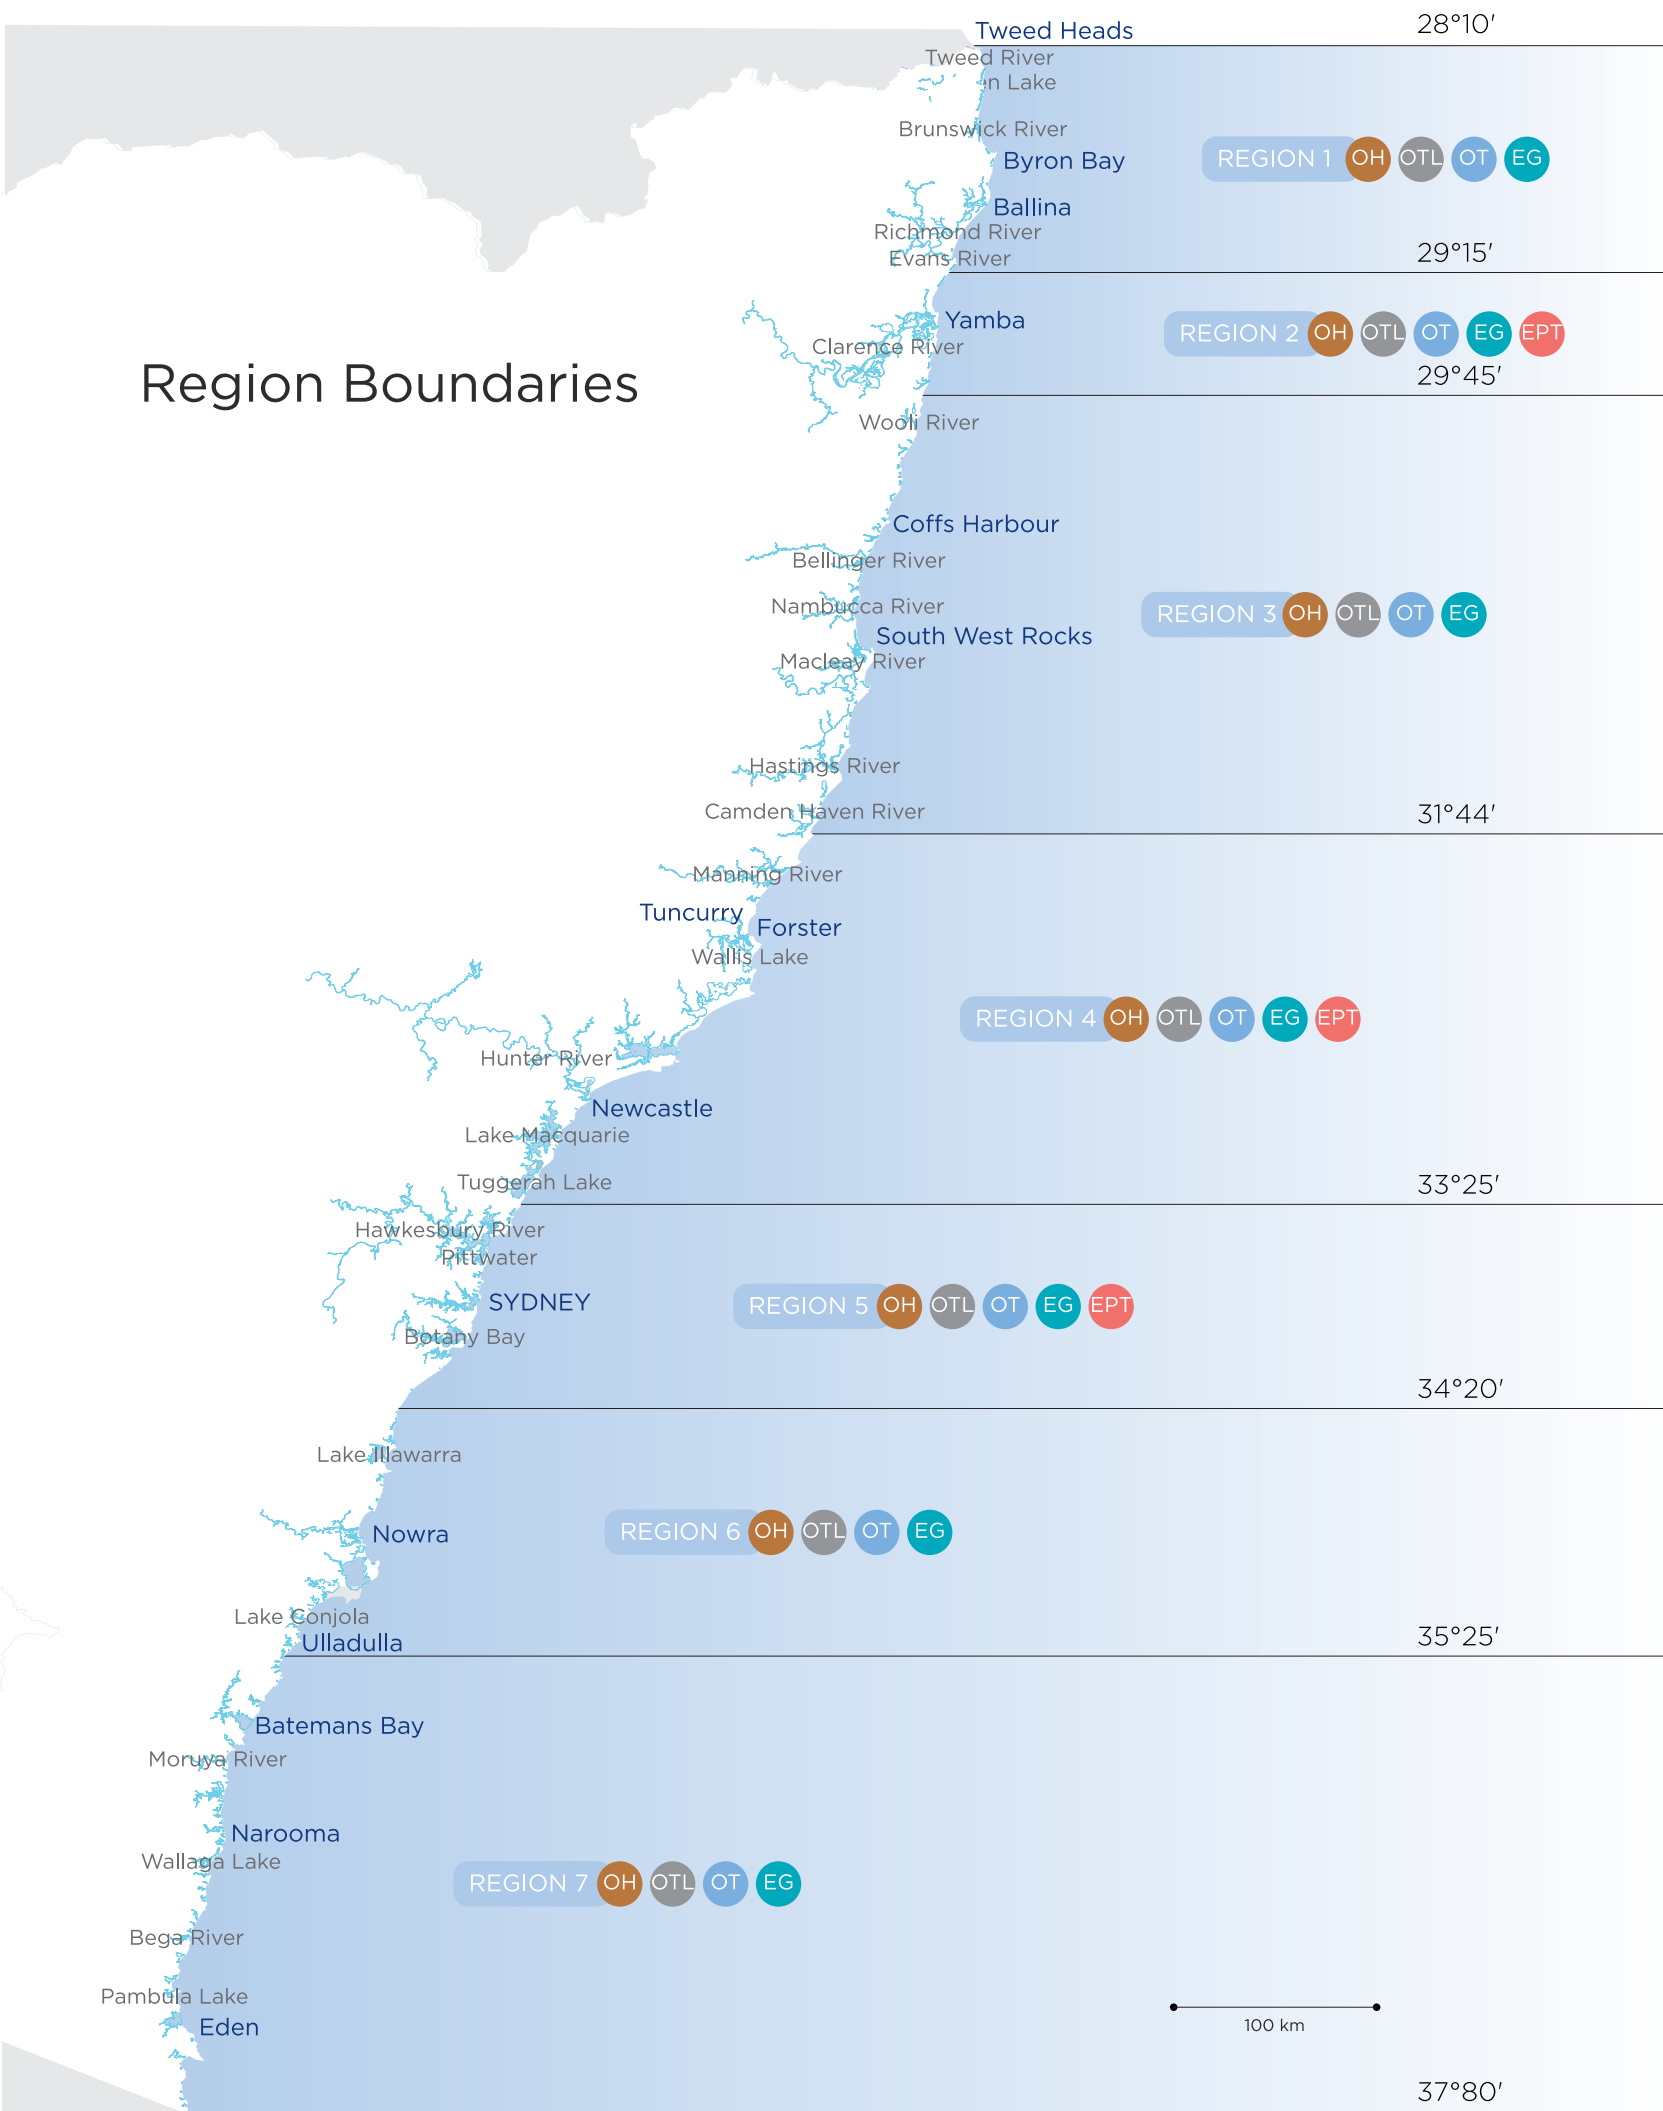 28°10'
Tweed Heads
Tweed River
en Lake
Brunswick River
Byron Bay
REGION 1 OH OTL OT EG
Ballina
Richmond River
Evans River
29°15'
Yamba
REGION 2 OH OTL OT EG EPT
Clarence River
29°45'
Region Boundaries
Wooli River
Coffs Harbour
Bellinger River
Nambucca River
REGION 3 OH OTL OT EG
South West Rocks
Macleay River
Hastings River
Camden Haven River
31°44'
Manning River
Tuncurry
Forster
Wallis Lake
REGION 4 OH OTL OT EG EPT
Hunter River
Newcastle
Lake Macquarie
Tuggerah Lake
33°25'
Hawkesbury River
Pittwater
SYDNEY
REGION 5 OH OTL OT EG EPT
Botany Bay
34°20'
Lake Illawarra
Nowra
REGION 6 OH OTL OT EG
Lake Conjola
Ulladulla
35°25'
Batemans Bay
Moruya River
Narooma
Wallaga Lake
REGION 7 OH OTL OT EG
Bega River
Pambula Lake
Eden
100 km
37°80'